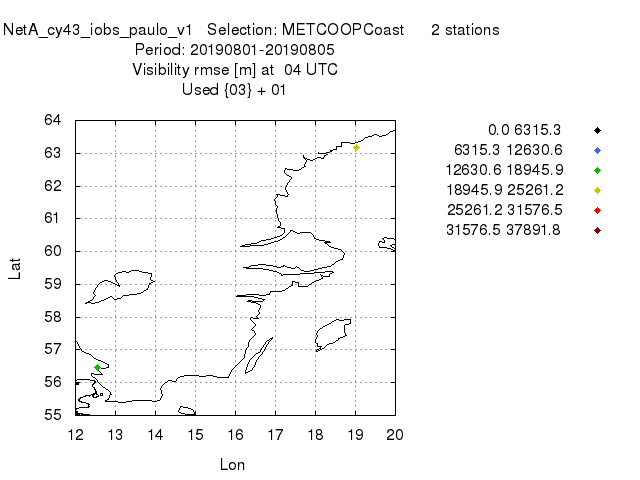 NetA_cy43_iobs_paulo_v1 Selection: METCOOPCoast 2 stations
Period: 20190801-20190805
Visibility rmse [m] at 04 UTC
Used {03} + 01
64
63
62
61
60
59
58
57
56
55
12 13 14 15 16 17 18 19 20
Lat
Lon
0.0 6315.3
6315.3 12630.6
12630.6 18945.9
18945.9 25261.2
25261.2 31576.5
31576.5 37891.8